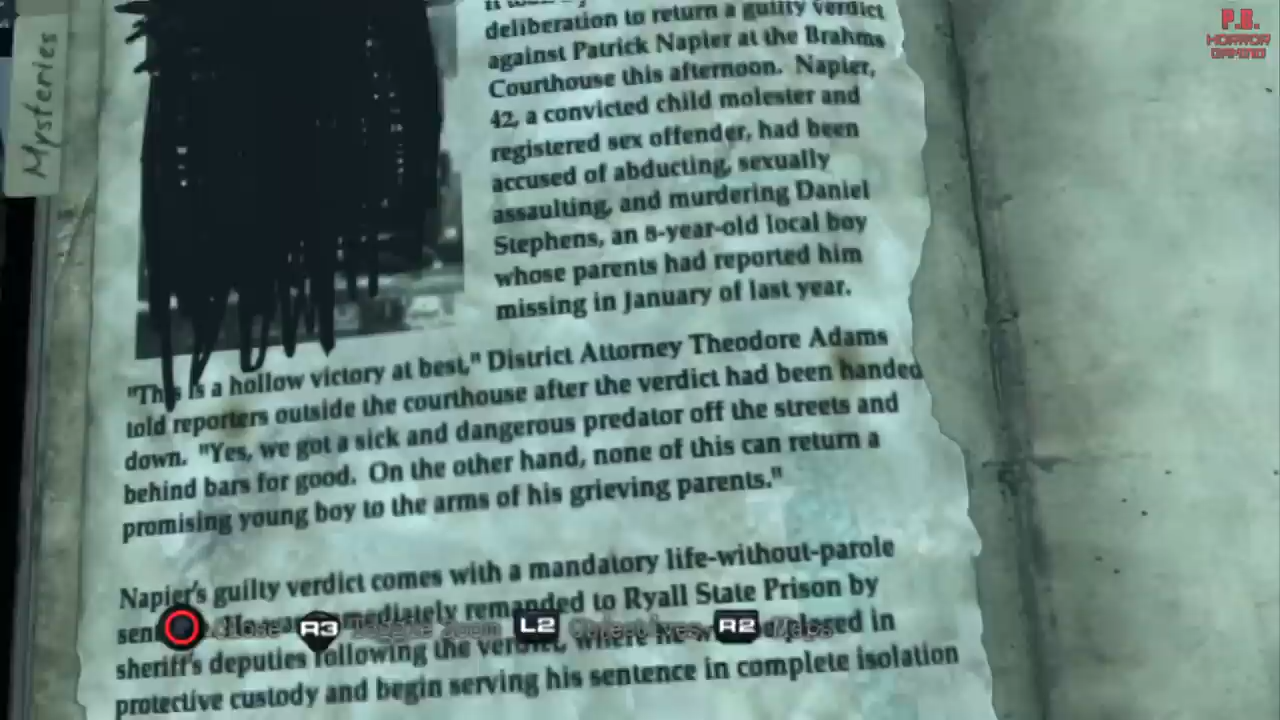 Mysteries
P.B.
HORROR
GAMING
deliberation to return a guilty verdict
against Patrick Napier at the Brahms
Courthouse this afternoon. Napier,
42, a convicted child molester and
registered sex offender, had been
accused of abducting, sexually
assaulting, and murdering Daniel
Stephens, an 8-year-old local boy
whose parents had reported him
missing in January of last year.
"This is a hollow victory at best," District Attorney Theodore Adams
told reporters outside the courthouse after the verdict had been handed
down. "Yes, we got a sick and dangerous predator off the streets and
behind bars for good. On the other hand, none of this can return a
promising young boy to the arms of his grieving parents."
Napier's guilty verdict comes with a mandatory life-without-parole
immediately remanded to Ryall State Prison by
R3 L2 R2
sheriff's deputies following the verdict, where he placed in
protective custody and begin serving his sentence in complete isolation